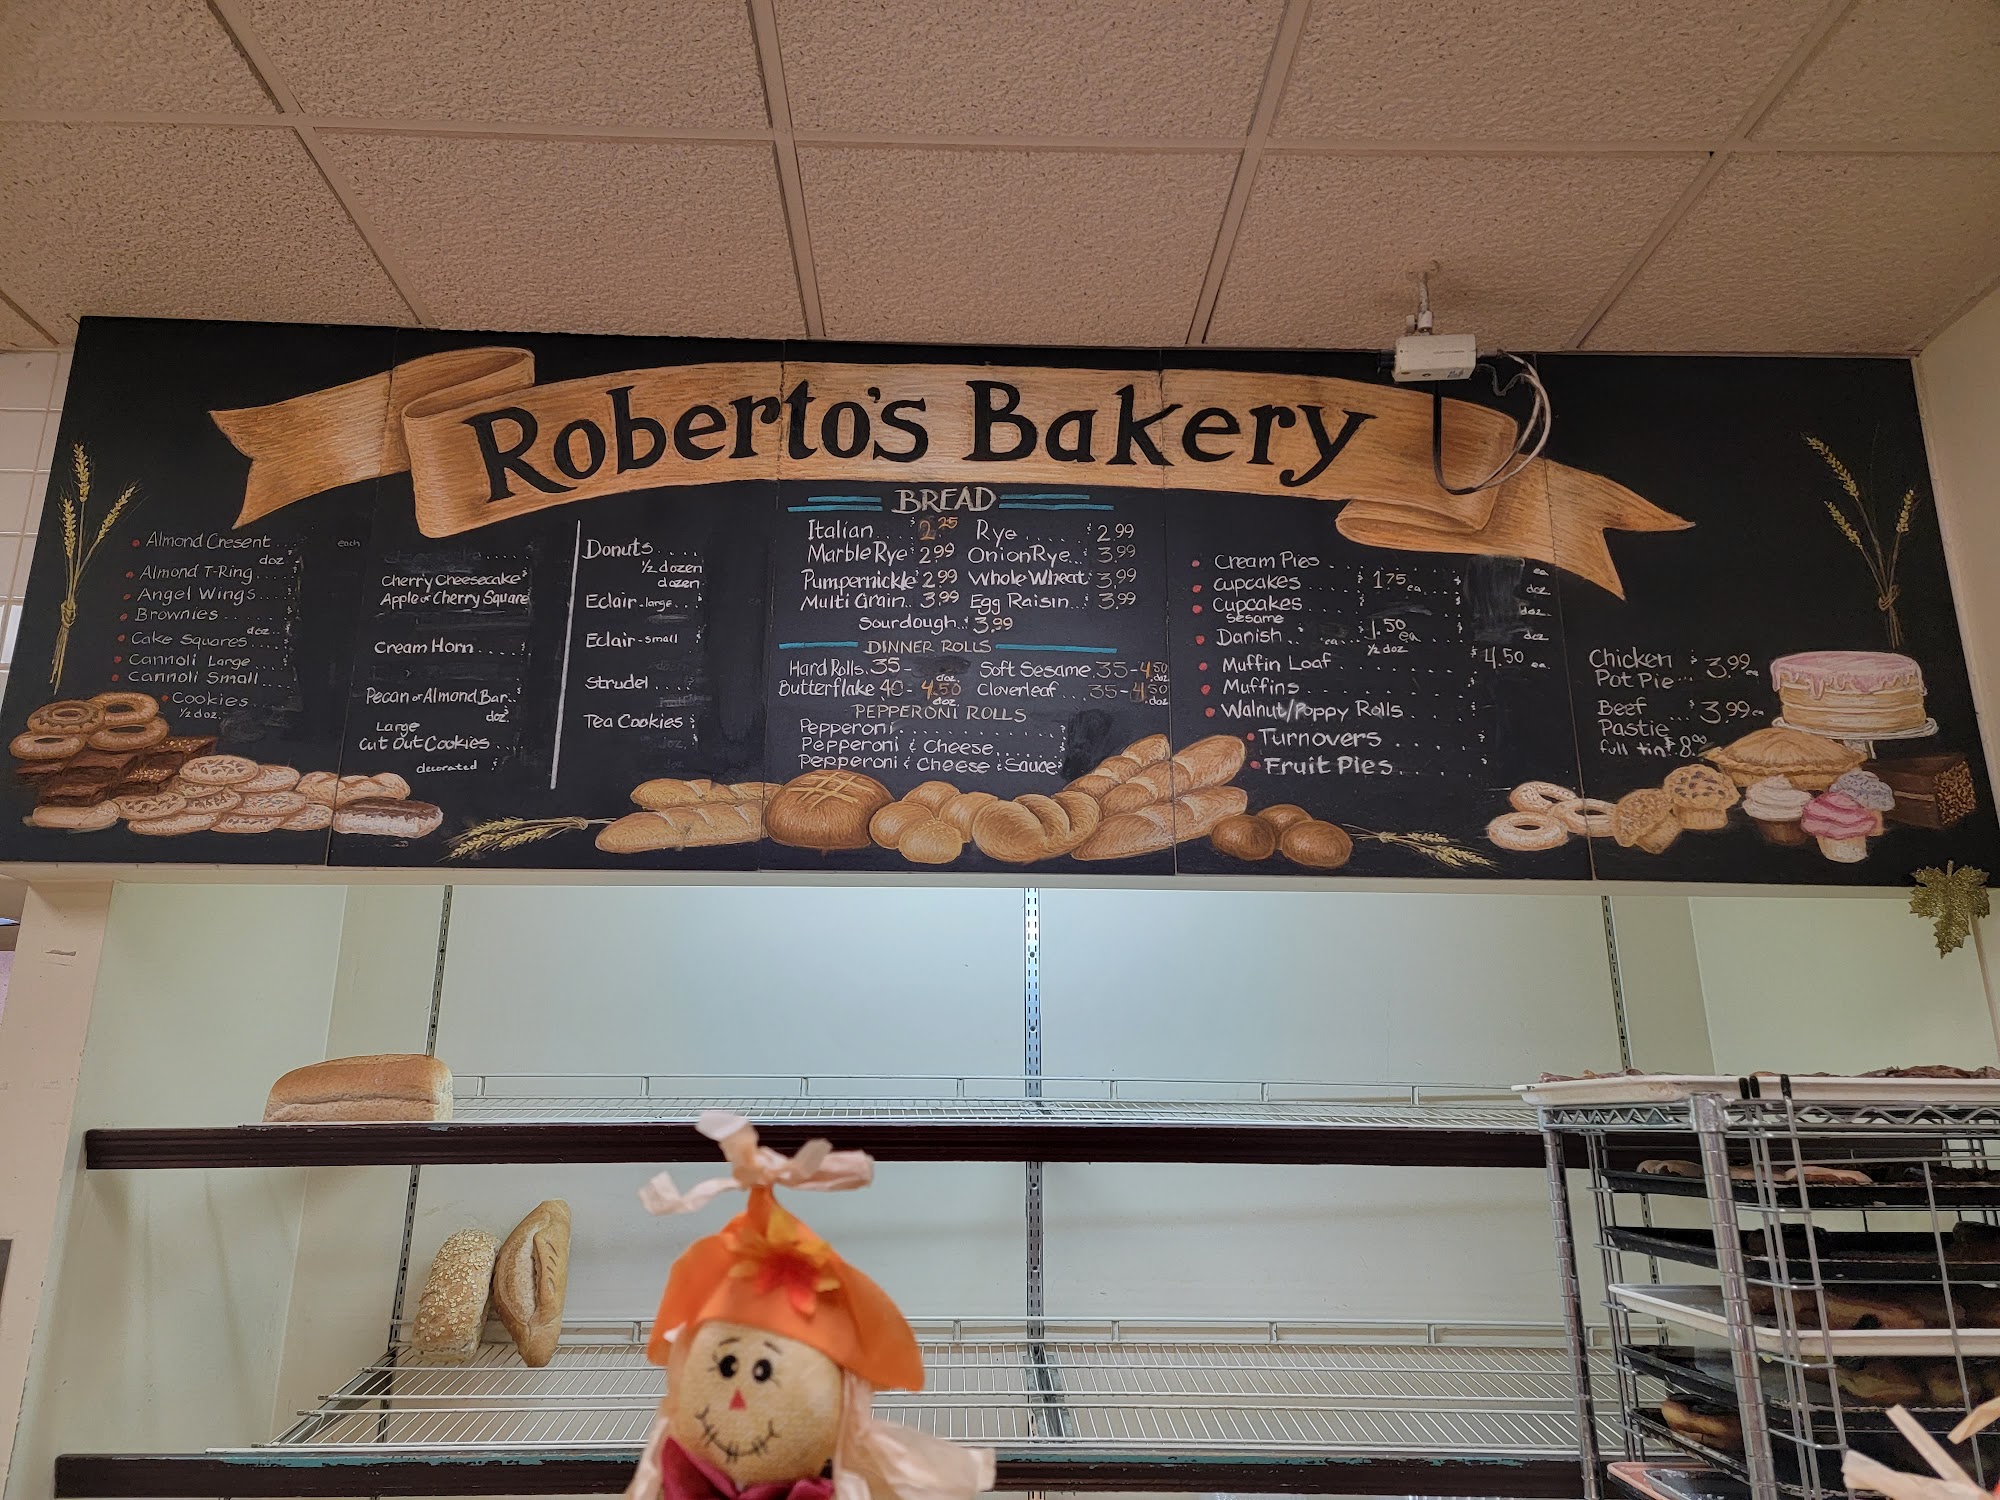 Roberto's Bakery
Almond Cresent
each
doz
Almond T-Ring
Angel Wings
Brownies
Cake Squares
doz
Cannoli Large
Cannoli Small
Cookies
½ doz
Cherry Cheesecake
Apple or Cherry Square
Cream Horn
Pecan or Almond Bar
doz.
Large
Cut Out Cookies
decorated
Donuts
½ dozen
dozen
Eclair - large
Eclair - small
Strudel
Tea Cookies
BREAD
Italian $2.25 Rye $2.99
Marble Rye $2.99 Onion Rye 3.99
Pumpernickle $2.99 Whole Wheat $3.99
Multi Grain 3.99 Egg Raisin $3.99
Sourdough $3.99
DINNER ROLLS
Hard Rolls 35 - doz. Soft Sesame 35 - 4.50 doz.
Butterflake 40 - 4.50 doz. Cloverleaf 35 - 4.50 doz.
PEPPERONI ROLLS
Pepperoni
Pepperoni & Cheese
Pepperoni & Cheese & Sauce
Cream Pies ea
Cupcakes $1.75 ea doz
Cupcakes doz
Sesame
Danish ea 1.50 ea doz
½ doz
Muffin Loaf $4.50 ea.
Muffins
Walnut/Poppy Rolls
Turnovers
Fruit Pies
Chicken
Pot Pie $3.99 ea
Beef
Pastie $3.99 ea
full tin $8.00